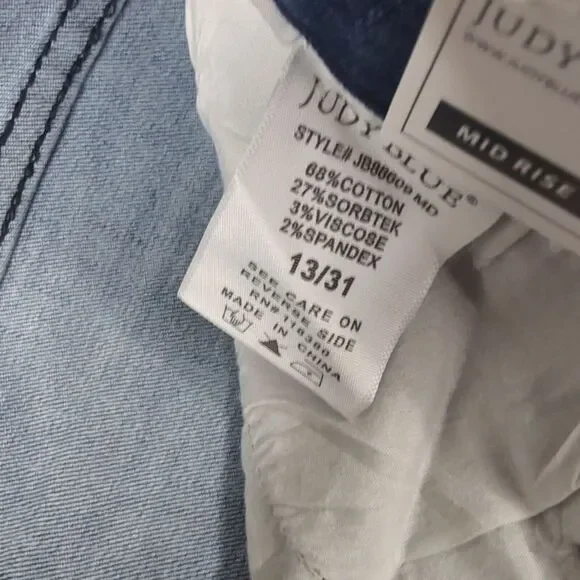 JUDY BLUE®
STYLE# JB88609 MD
68%COTTON
27%SORBTEK
3%VISCOSE
2%SPANDEX
13/31
SEE CARE ON
REVERSE SIDE
MADE IN CHINA
JUDY
MID RISE